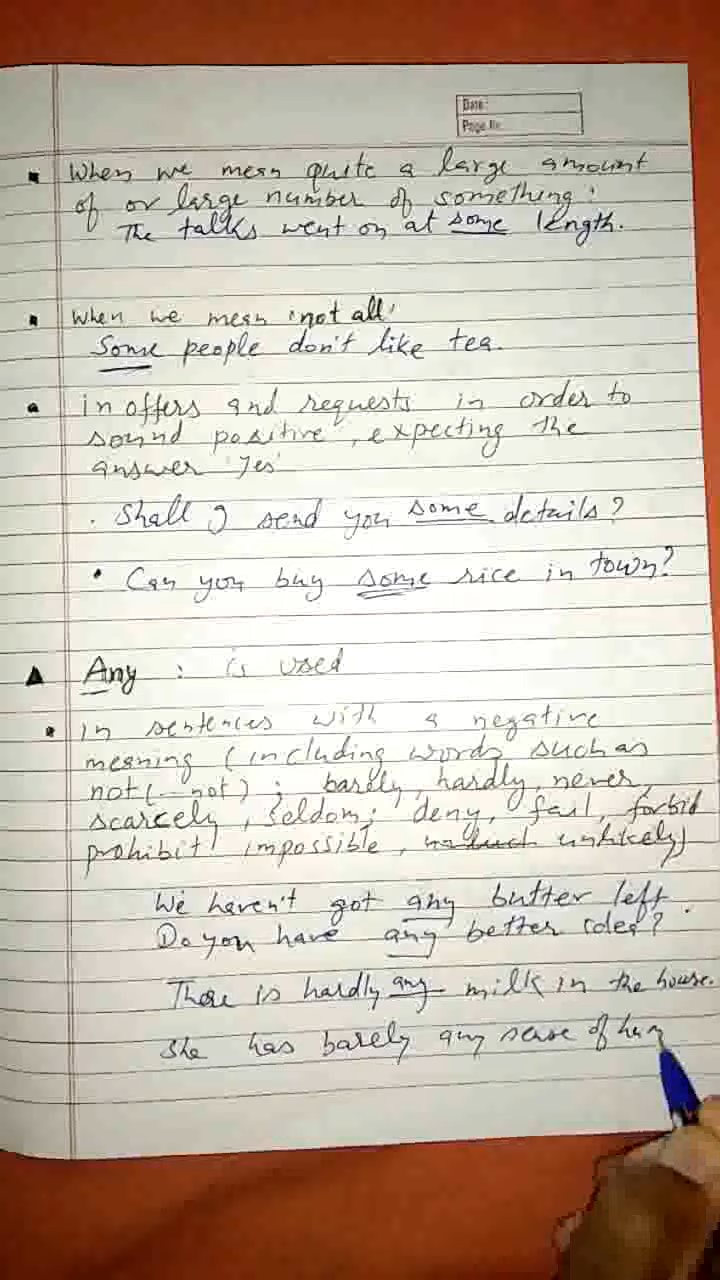 Date:
Page No
When we mean quite a large amount
of or large number of something:
The talks went on at some length.
When we mean 'not all'
Some people don't like tea.
in offers and requests in order to
sound positive, expecting the
answer 'Yes'
. Shall I send you some details?
• Can you buy some rice in town?
▲ Any : is used
• in sentences with a negative
meaning (including words such as
not (...not) ; barely, hardly, never,
scarcely, seldom; deny, fail, forbid
prohibit impossible, unlikely)
We haven't got any butter left.
Do you have any better idea?
There is hardly any milk in the house.
She has barely any sense of hum